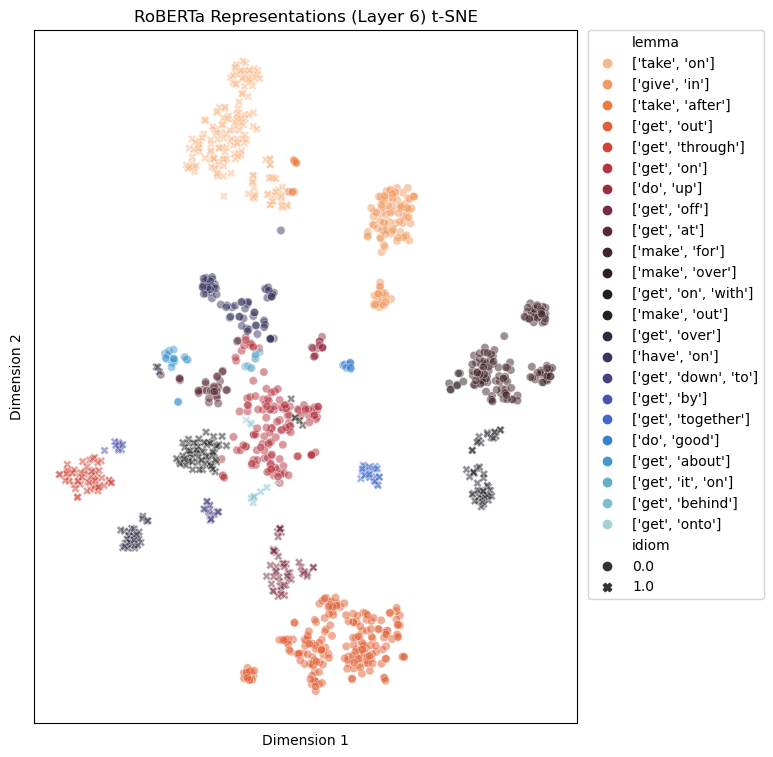 RoBERTa Representations (Layer 6) t-SNE
lemma
['take', 'on']
['give', 'in']
['take', 'after']
['get', 'out']
['get', 'through']
['get', 'on']
['do', 'up']
['get', 'off']
['get', 'at']
['make', 'for']
['make', 'over']
['get', 'on', 'with']
['make', 'out']
['get', 'over']
['have', 'on']
['get', 'down', 'to']
['get', 'by']
['get', 'together']
['do', 'good']
['get', 'about']
['get', 'it', 'on']
['get', 'behind']
['get', 'onto']
idiom
0.0
1.0
Dimension 2
Dimension 1